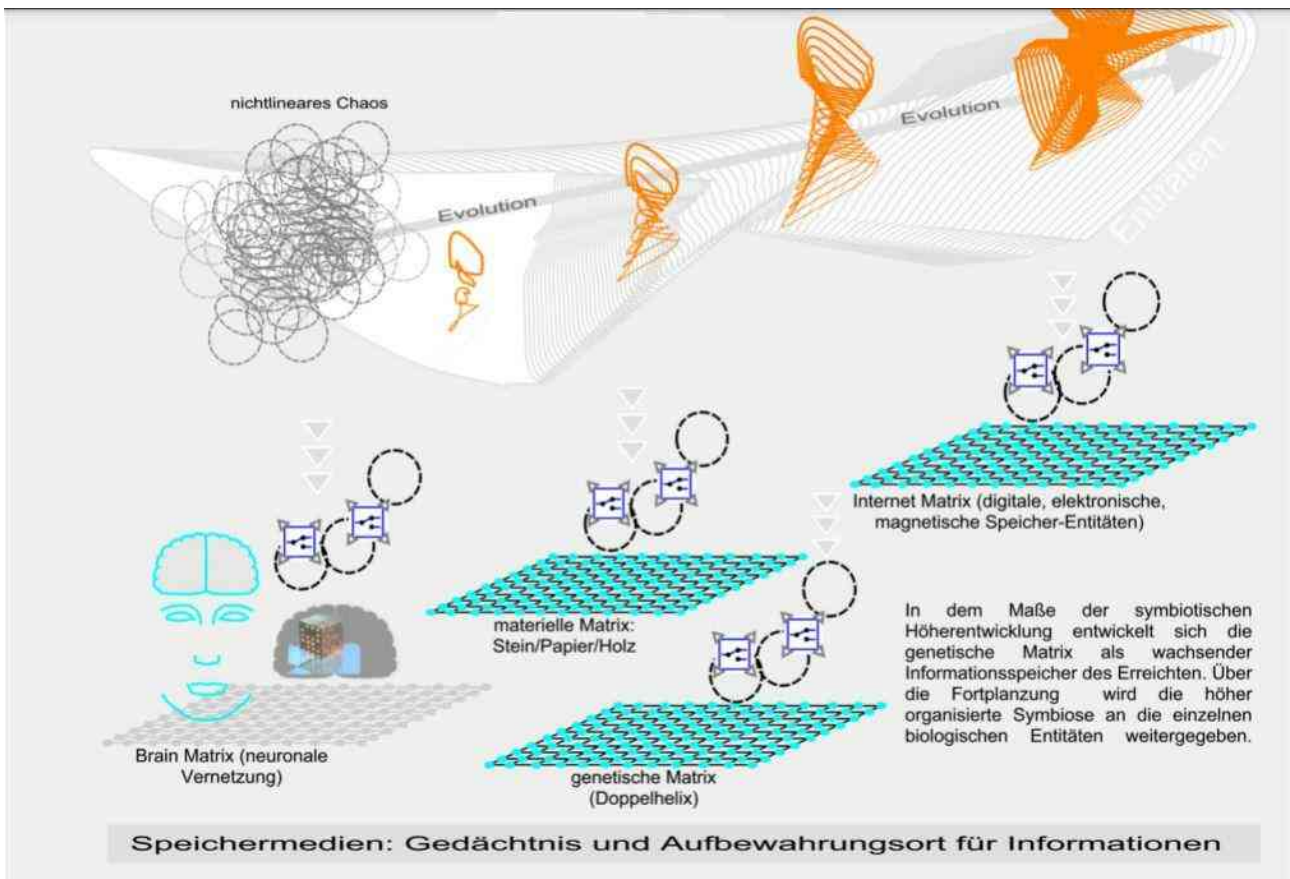 nichtlineares Chaos
Evolution
Evolution
Entitäten
Internet Matrix (digitale, elektronische,
magnetische Speicher-Entitäten)
materielle Matrix:
Stein/Papier/Holz
In dem Maße der symbiotischen
Höherentwicklung entwickelt sich die
genetische Matrix als wachsender
Informationsspeicher des Erreichten. Über
die Fortplanzung wird die höher
organisierte Symbiose an die einzelnen
biologischen Entitäten weitergegeben.
Brain Matrix (neuronale
Vernetzung)
genetische Matrix
(Doppelhelix)
Speichermedien: Gedächtnis und Aufbewahrungsort für Informationen